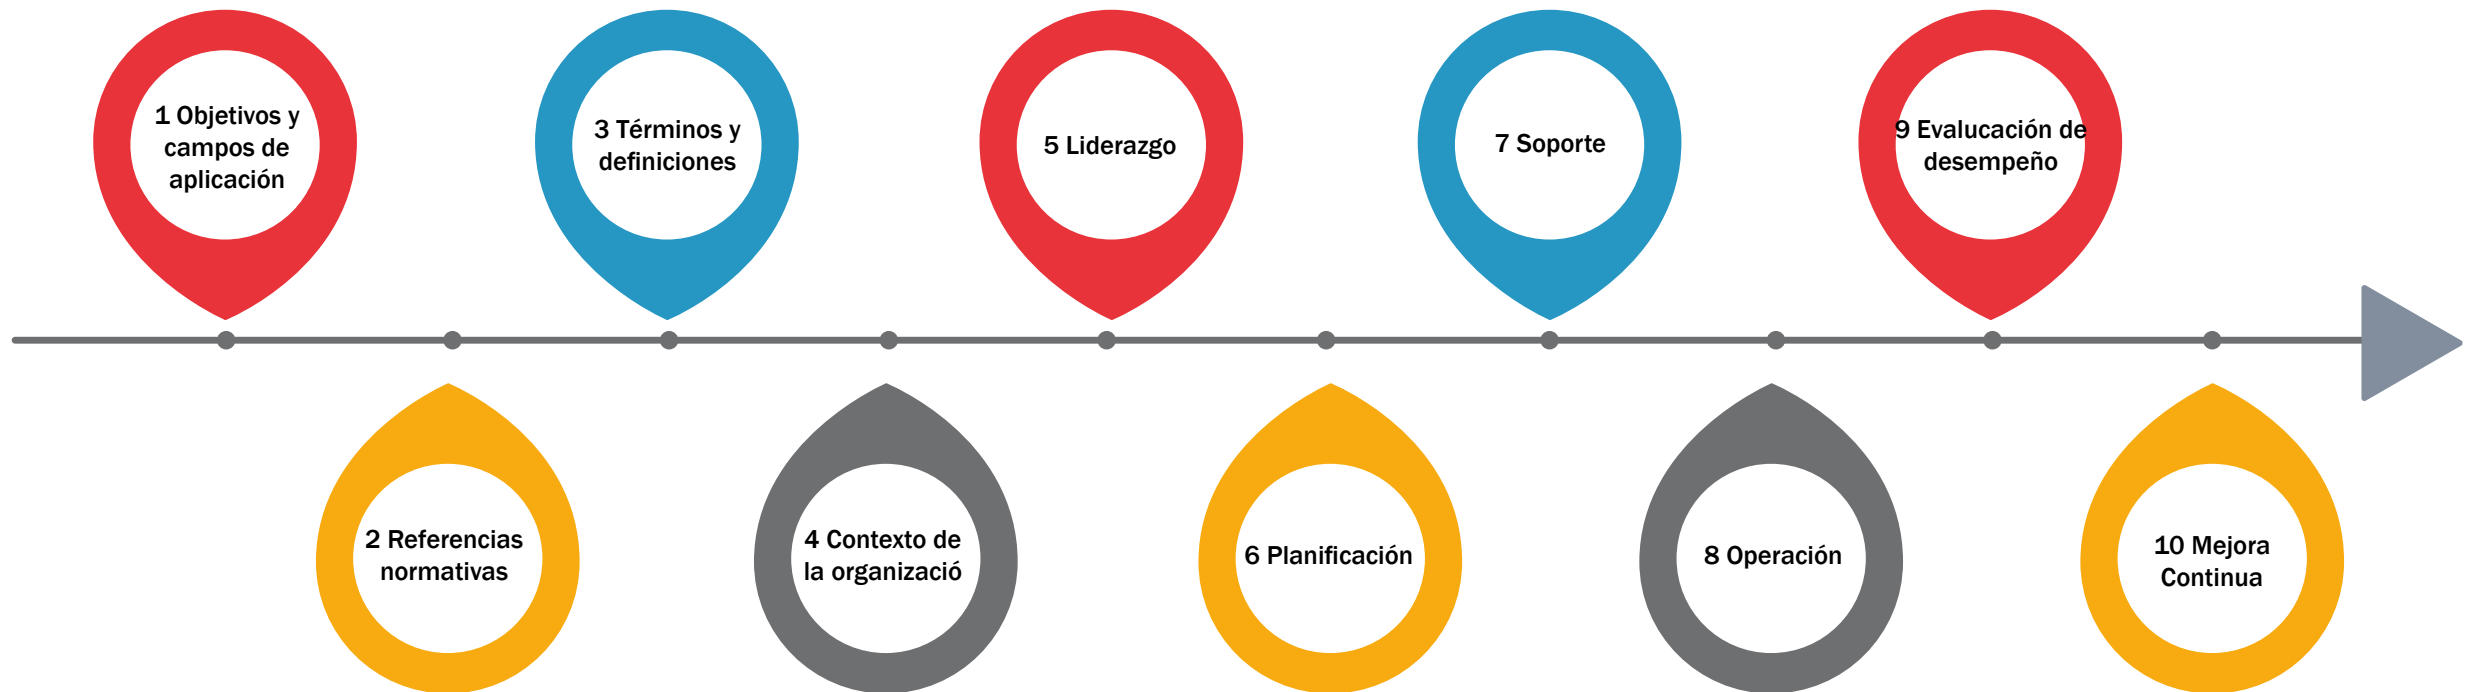 1 Objetivos y
campos de
aplicación
2 Referencias
normativas
3 Términos y
definiciones
4 Contexto de
la organizació
5 Liderazgo
6 Planificación
7 Soporte
8 Operación
9 Evalucación de
desempeño
10 Mejora
Continua